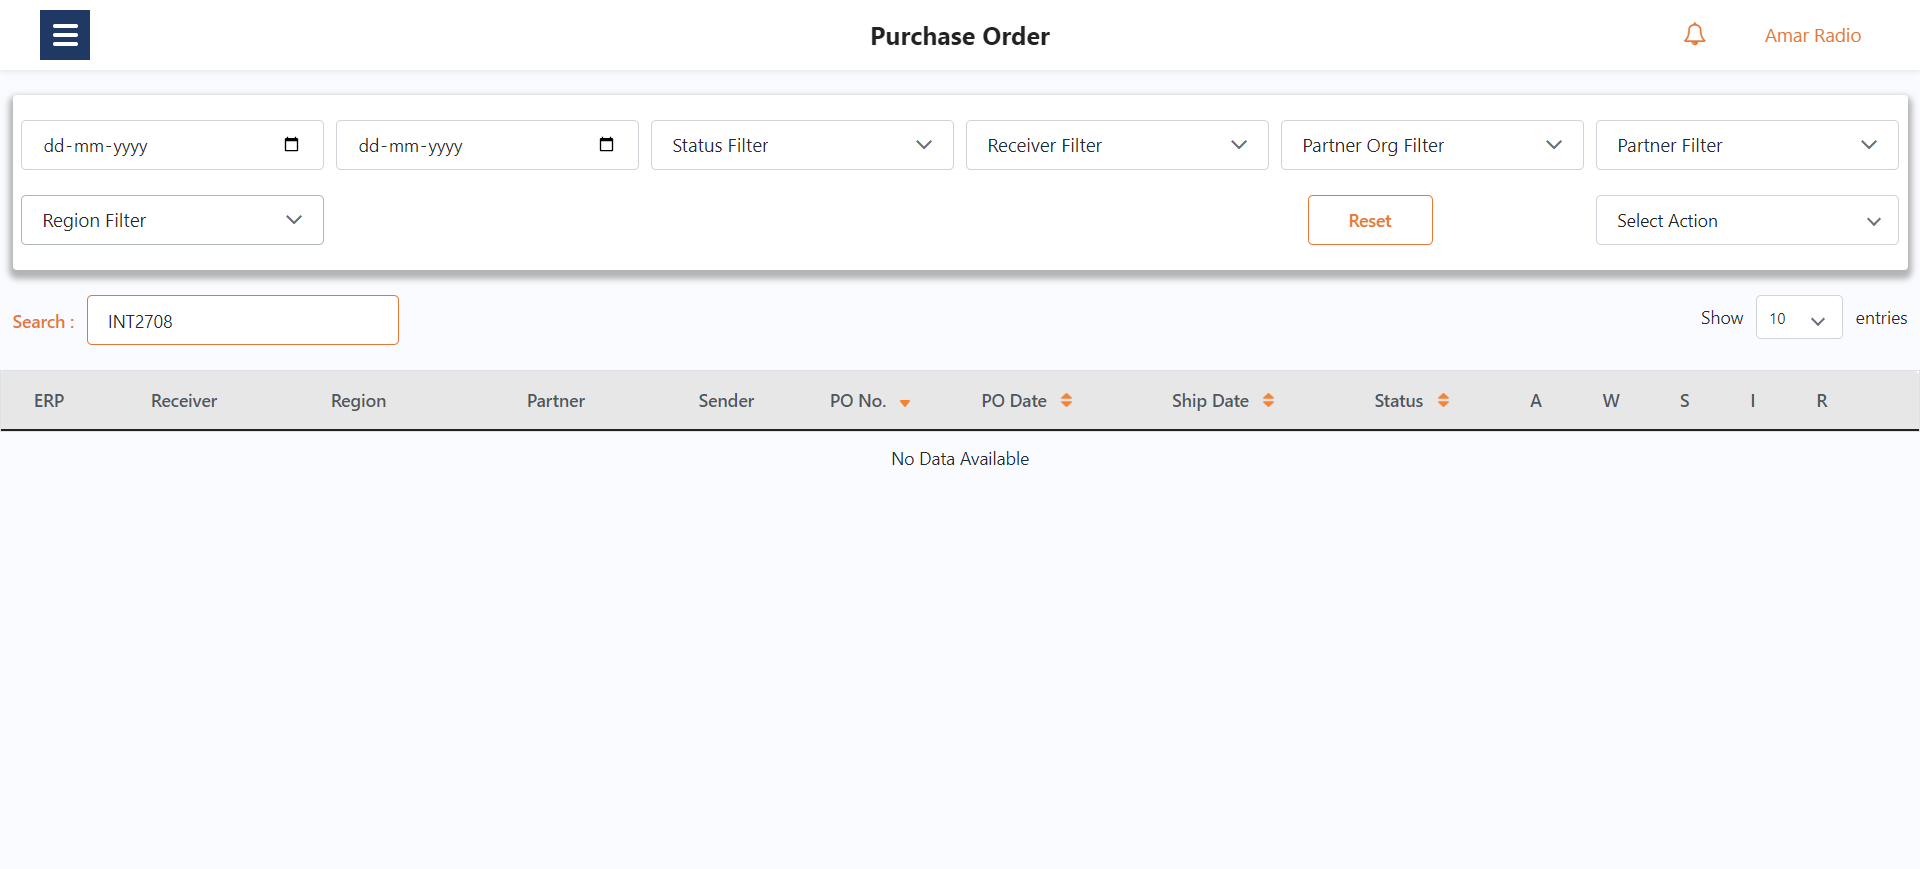 Purchase Order
Amar Radio
dd-mm-yyyy dd-mm-yyyy Status Filter Receiver Filter Partner Org Filter Partner Filter
Region Filter Reset Select Action
Search : INT2708 Show 10 entries
ERP Receiver Region Partner Sender PO No. PO Date Ship Date Status A W S I R
No Data Available